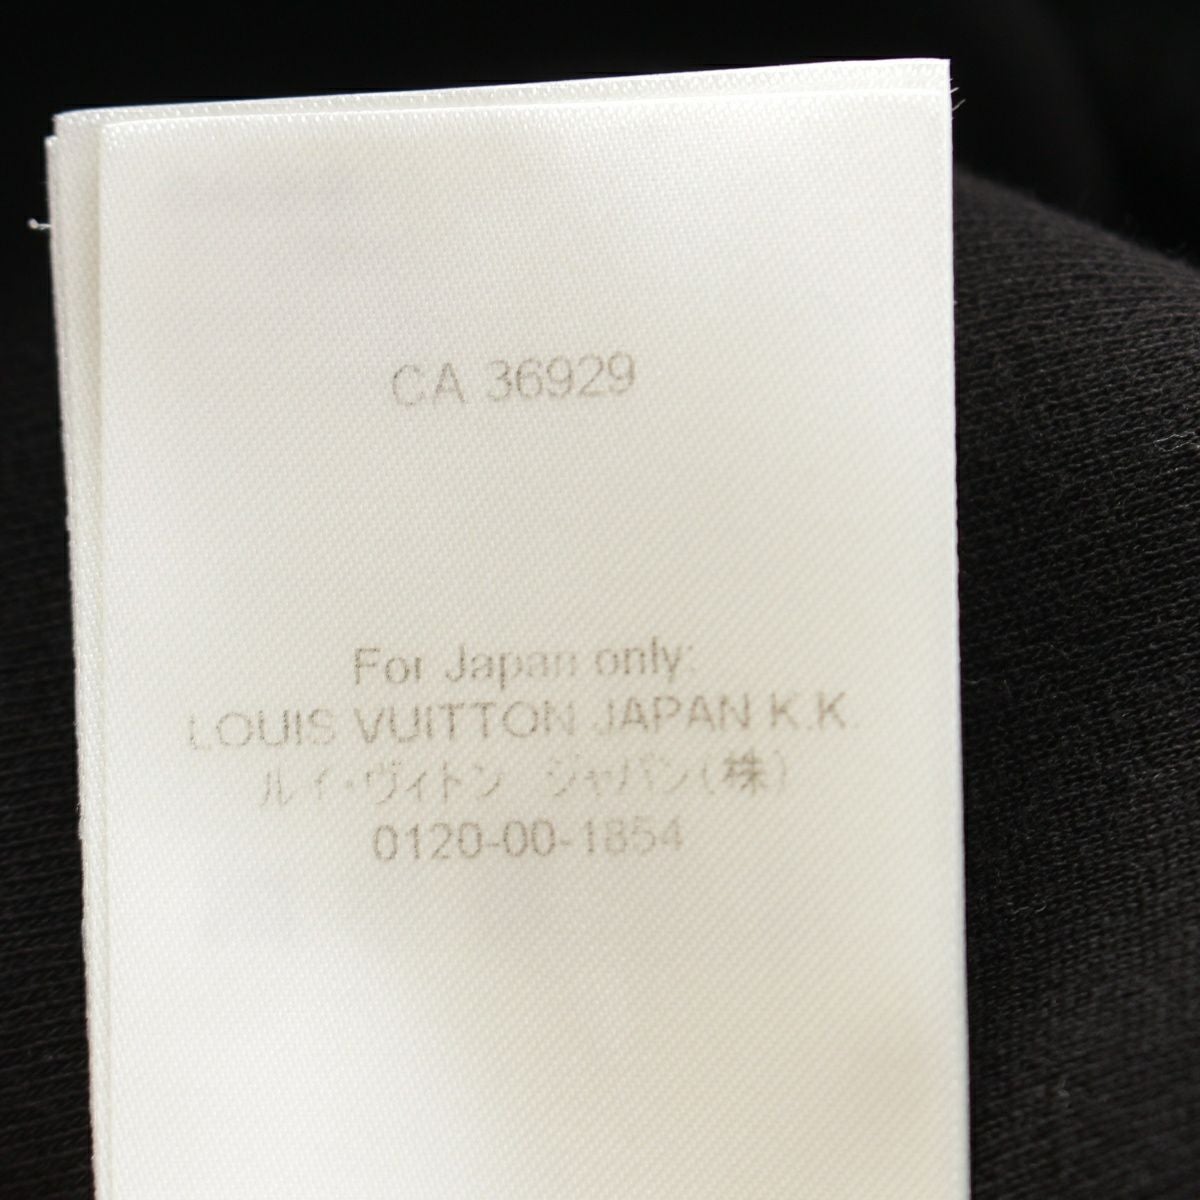 CA 36929
For Japan only:
LOUIS VUITTON JAPAN K.K.
ルイ・ヴィトン　ジャパン(株)
0120-00-1854